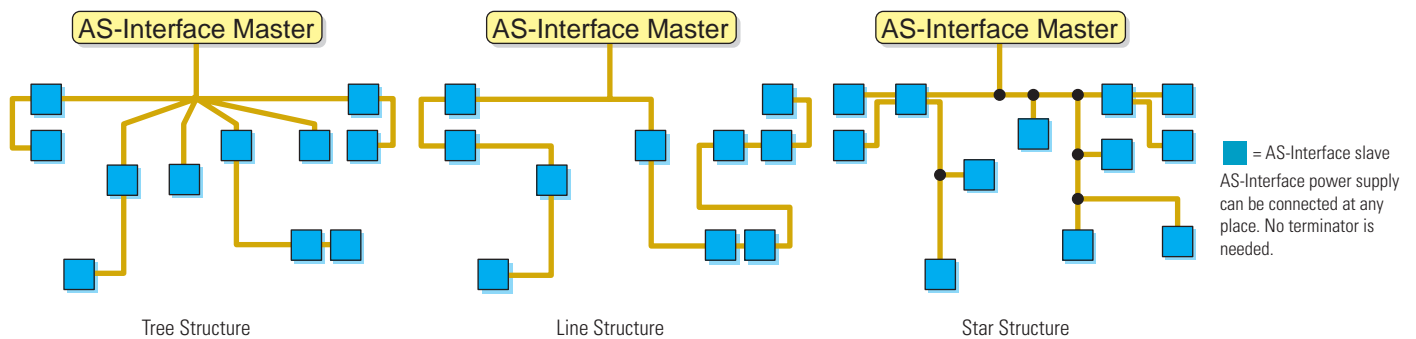 AS-Interface Master
AS-Interface Master
AS-Interface Master
= AS-Interface slave
AS-Interface power supply
can be connected at any
place. No terminator is
needed.
Tree Structure
Line Structure
Star Structure